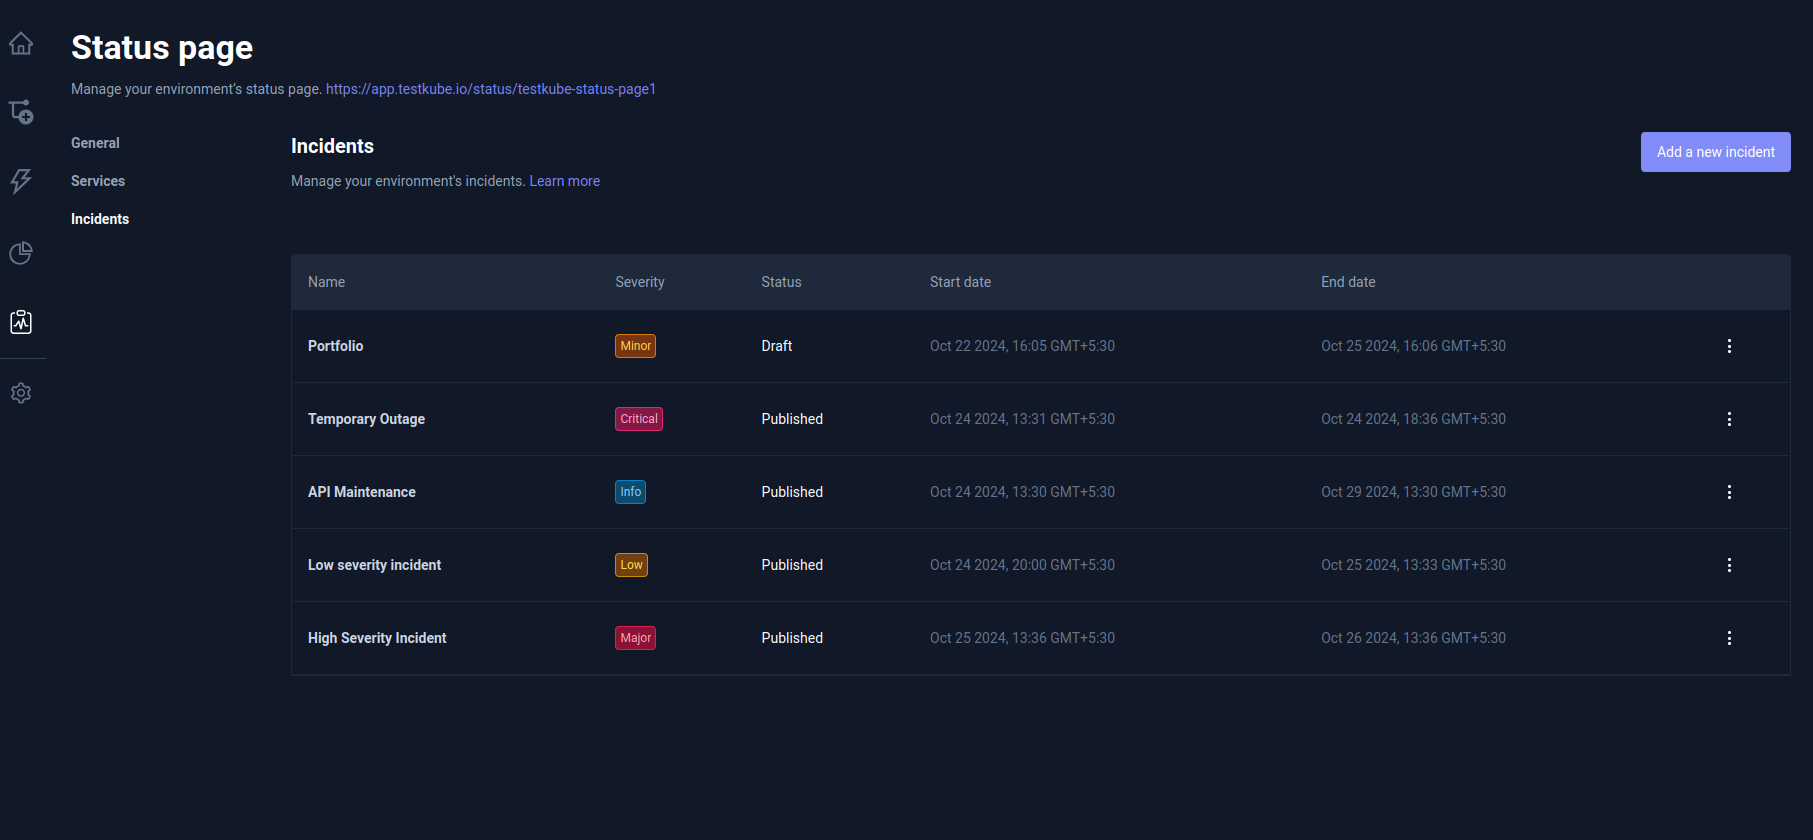 Status page
Manage your environment's status page. https://app.testkube.io/status/testkube-status-page1
General
Services
Incidents
Incidents
Add a new incident
Manage your environment's incidents. Learn more
Name Severity Status Start date End date
Portfolio Minor Draft Oct 22 2024, 16:05 GMT+5:30 Oct 25 2024, 16:06 GMT+5:30
Temporary Outage Critical Published Oct 24 2024, 13:31 GMT+5:30 Oct 24 2024, 18:36 GMT+5:30
API Maintenance Info Published Oct 24 2024, 13:30 GMT+5:30 Oct 29 2024, 13:30 GMT+5:30
Low severity incident Low Published Oct 24 2024, 20:00 GMT+5:30 Oct 25 2024, 13:33 GMT+5:30
High Severity Incident Major Published Oct 25 2024, 13:36 GMT+5:30 Oct 26 2024, 13:36 GMT+5:30